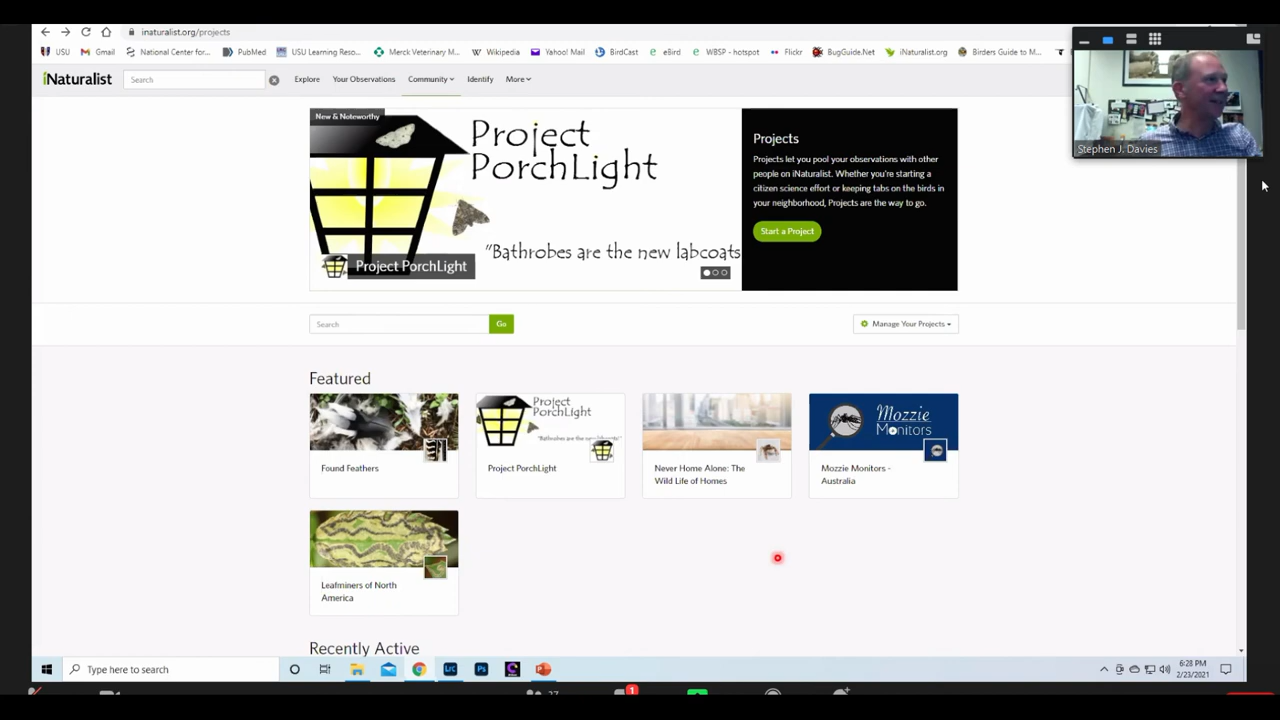 inaturalist.org/projects
USU Gmail National Center for... PubMed USU Learning Reso... Merck Veterinary M... Wikipedia Yahoo! Mail BirdCast eBird WBSP - hotspot Flickr BugGuide.Net iNaturalist.org Birders Guide to M...
iNaturalist Search Explore Your Observations Community Identify More
New & Noteworthy
Project
PorchLight
"Bathrobes are the new labcoats
Project PorchLight
Projects
Projects let you pool your observations with other
people on iNaturalist. Whether you're starting a
citizen science effort or keeping tabs on the birds in
your neighborhood, Projects are the way to go.
Start a Project
Stephen J. Davies
Search Go Manage Your Projects
Featured
Found Feathers
Project
PorchLight
Project PorchLight
Never Home Alone: The
Wild Life of Homes
Mozzie
Monitors
Mozzie Monitors -
Australia
Leafminers of North
America
Recently Active
Type here to search
LrC Ps
6:28 PM
2/23/2021
27 1